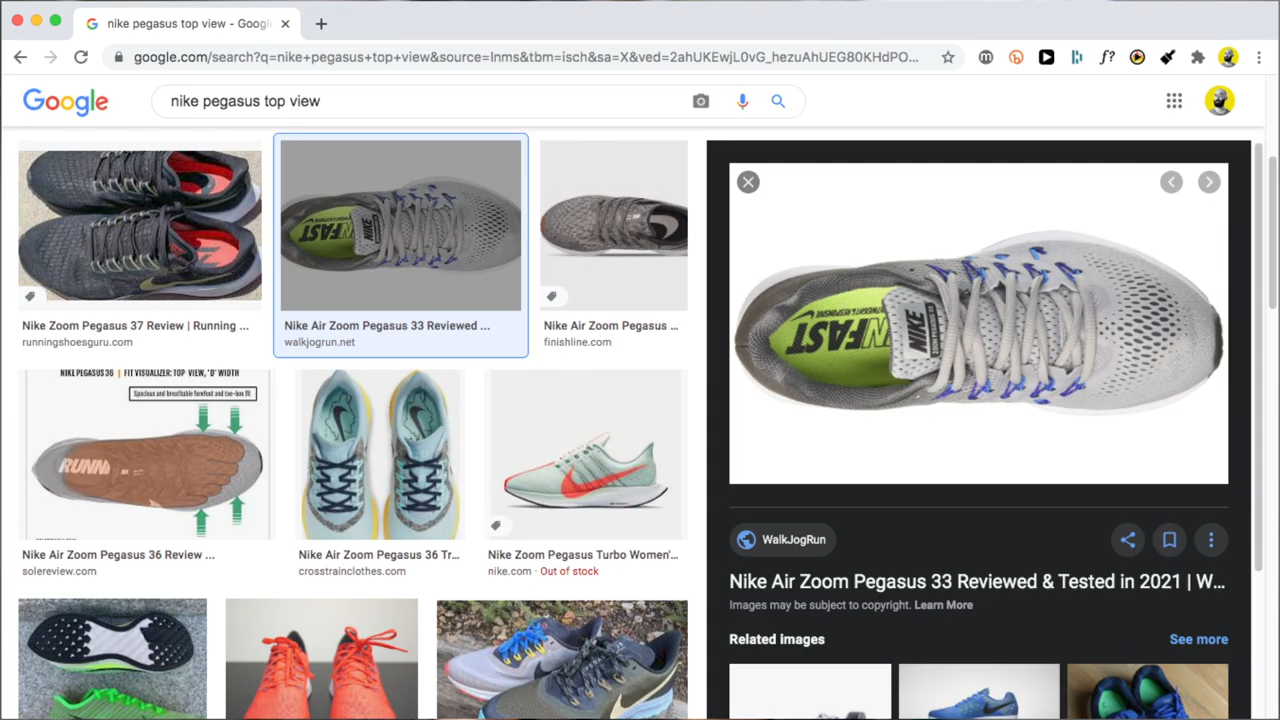 nike pegasus top view - Googl
google.com/search?q=nike+pegasus+top+view&source=lnms&tbm=isch&sa=X&ved=2ahUKEwjL0vG_hezuAhUEG80KHdPO...
Google
nike pegasus top view
Nike Zoom Pegasus 37 Review | Running ...
runningshoesguru.com
Nike Air Zoom Pegasus 33 Reviewed ...
walkjogrun.net
Nike Air Zoom Pegasus ...
finishline.com
NIKE PEGASUS 36 | FIT VISUALIZER: TOP VIEW, 'D' WIDTH
Spacious and breathable forefoot and toe-box fit
RUNN
Nike Air Zoom Pegasus 36 Review ...
solereview.com
Nike Air Zoom Pegasus 36 Tr...
crosstrainclothes.com
Nike Zoom Pegasus Turbo Women'...
nike.com · Out of stock
UNFAST
NIKE
ZOOM PEGASUS 33
WalkJogRun
Nike Air Zoom Pegasus 33 Reviewed & Tested in 2021 | W...
Images may be subject to copyright. Learn More
Related images
See more